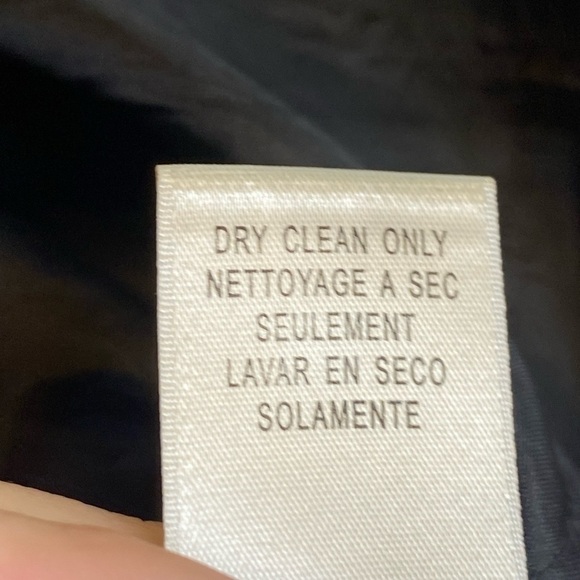 DRY CLEAN ONLY
NETTOYAGE A SEC
SEULEMENT
LAVAR EN SECO
SOLAMENTE